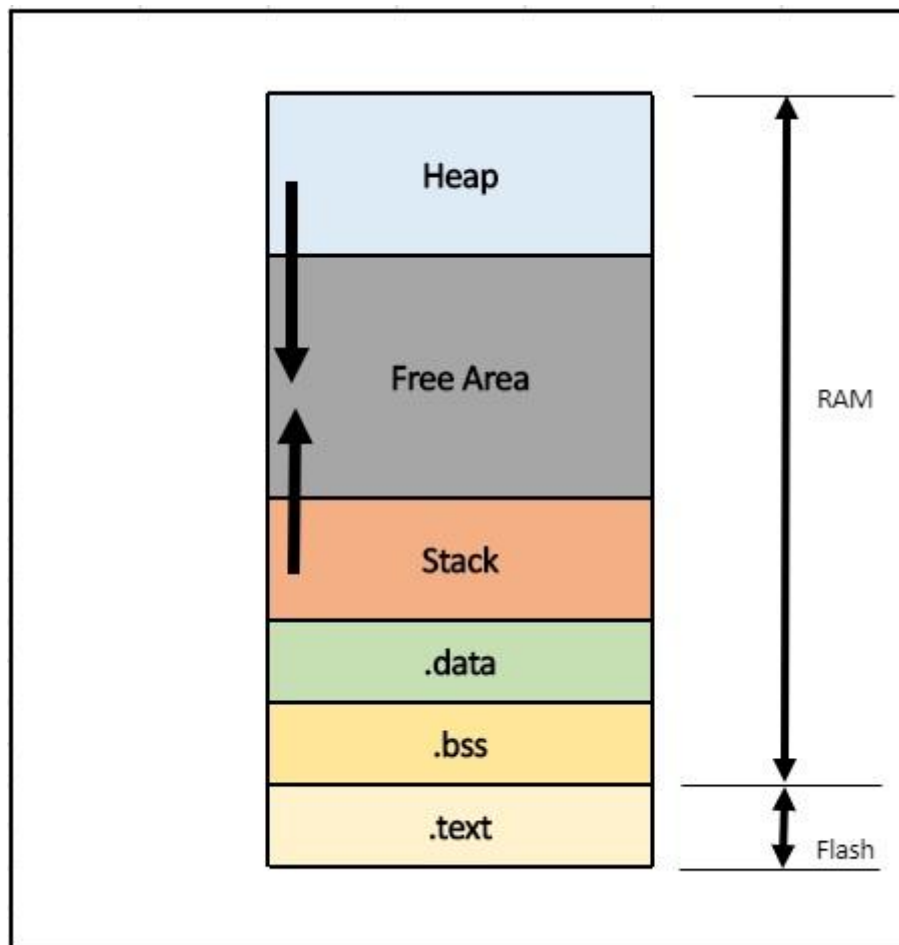 Heap
Free Area
RAM
Stack
.data
.bss
.text
Flash